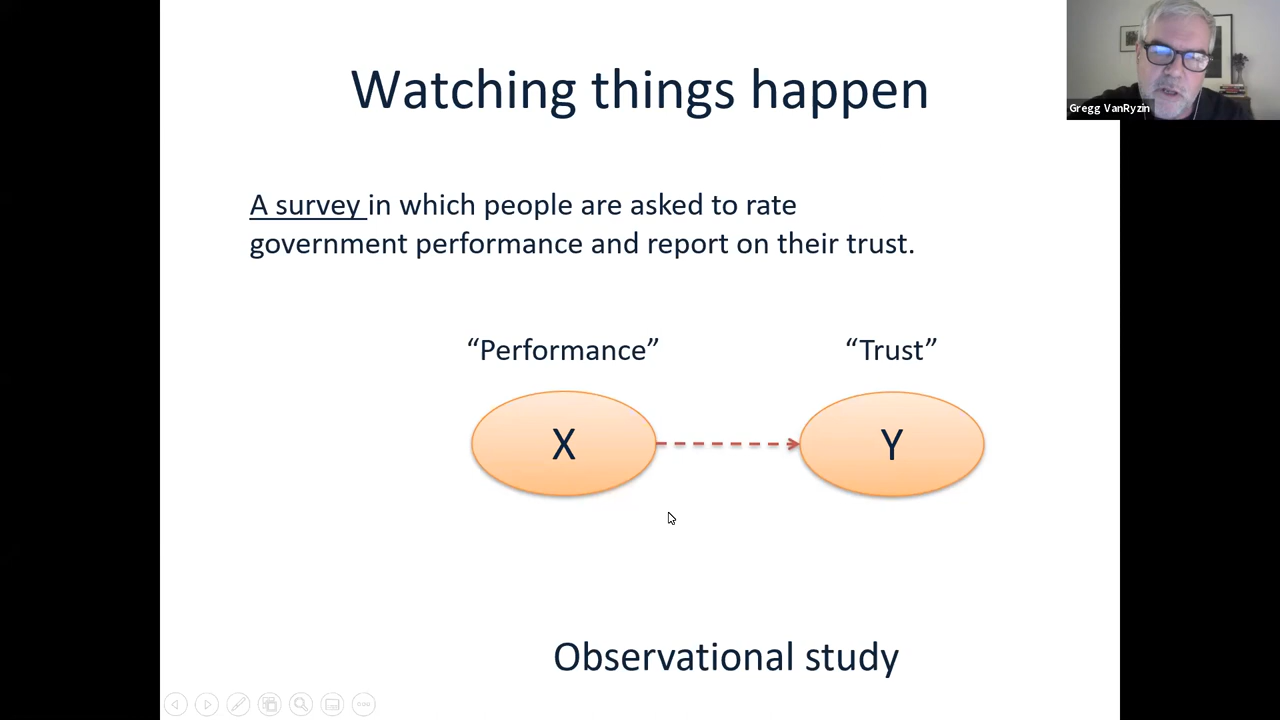 Watching things happen
Gregg VanRyzin
A survey in which people are asked to rate
government performance and report on their trust.
“Performance”
“Trust”
X
Y
Observational study